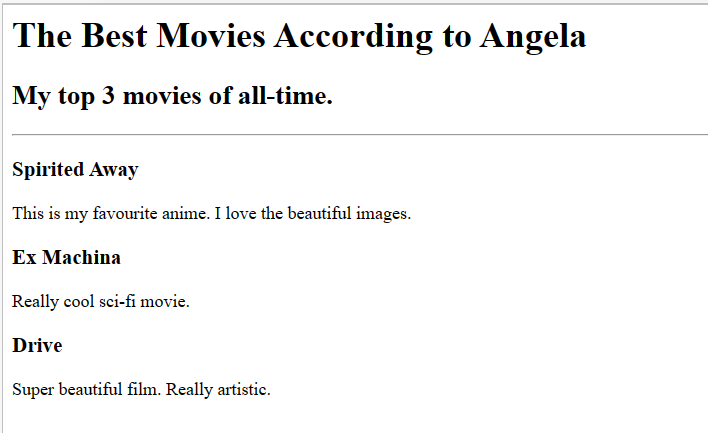 The Best Movies According to Angela
My top 3 movies of all-time.
Spirited Away
This is my favourite anime. I love the beautiful images.
Ex Machina
Really cool sci-fi movie.
Drive
Super beautiful film. Really artistic.